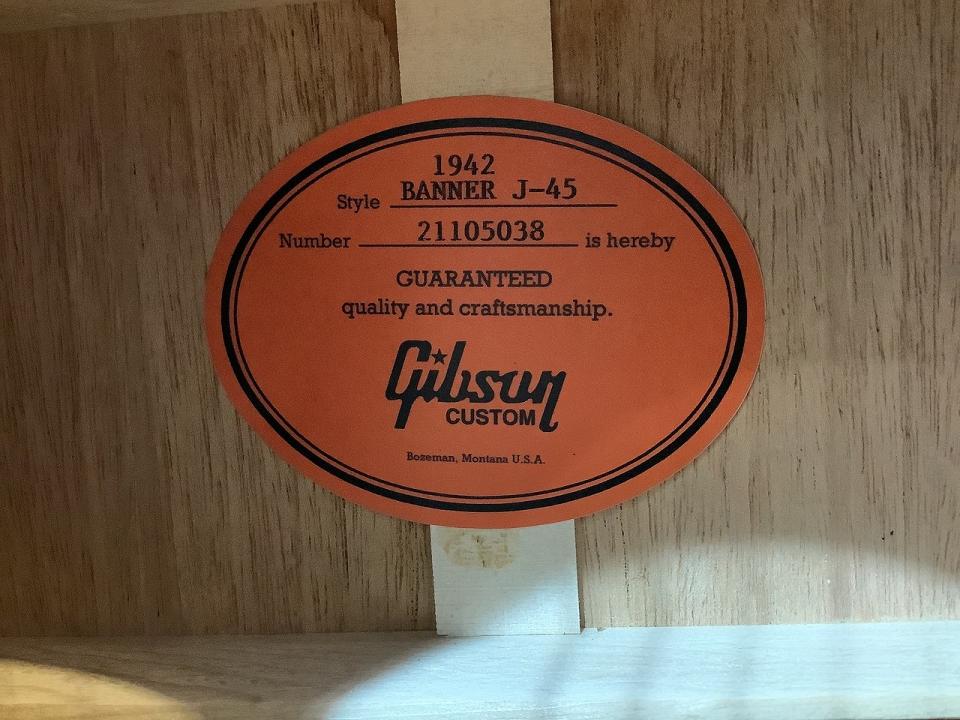 1942
Style BANNER J-45
Number 21105038 is hereby
GUARANTEED
quality and craftsmanship.
Gibson
CUSTOM
Bozeman, Montana U.S.A.